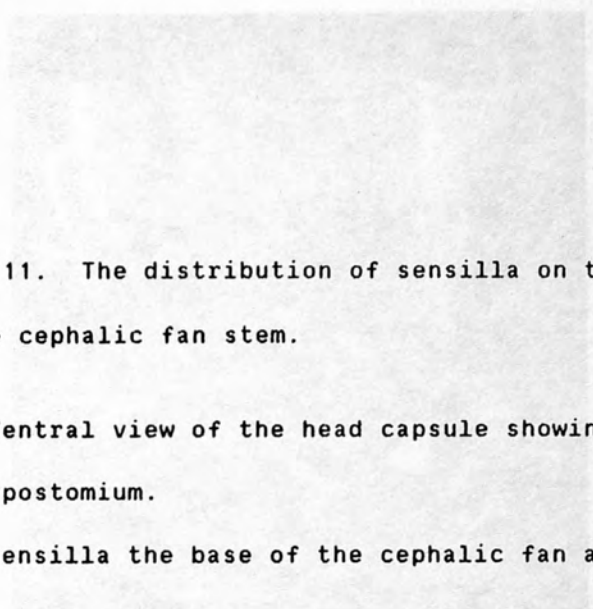 11. The distribution of sensilla on t
cephalic fan stem.
entral view of the head capsule showin
postomium.
ensilla the base of the cephalic fan a